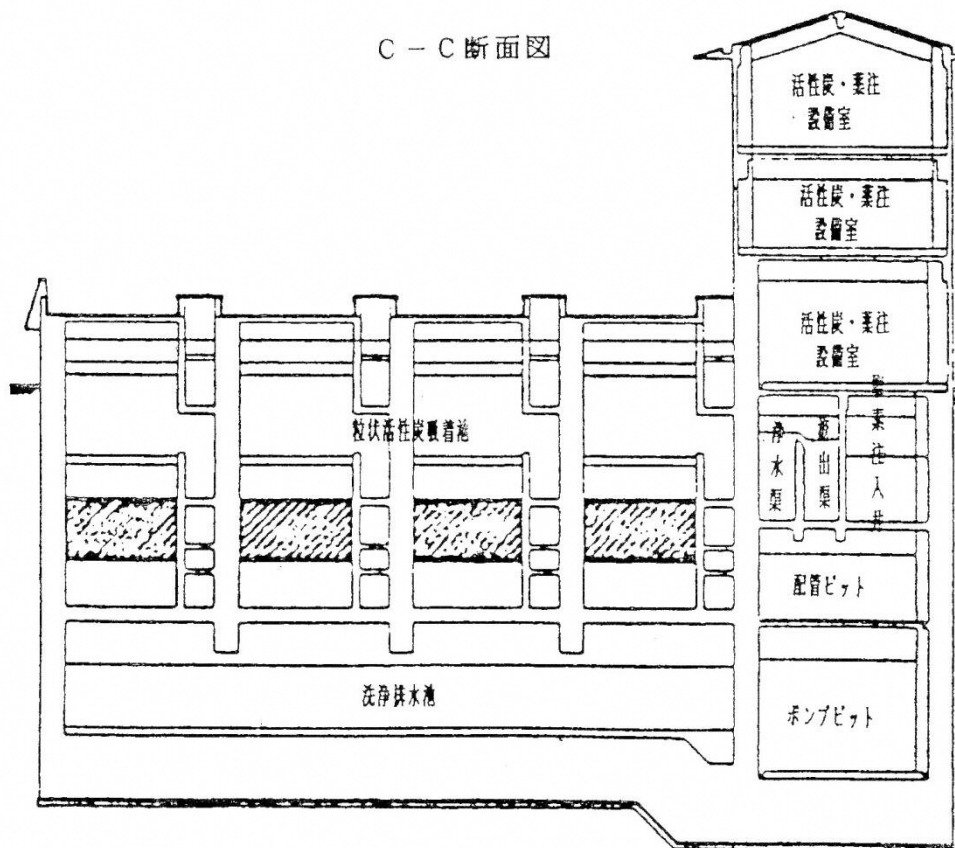 C－C断面図
活性炭・薬注
設備室
活性炭・薬注
設備室
活性炭・薬注
設備室
粒状活性炭吸着池
浄水渠
流出渠
塩素注入井
配管ピット
洗浄排水池
ポンプピット